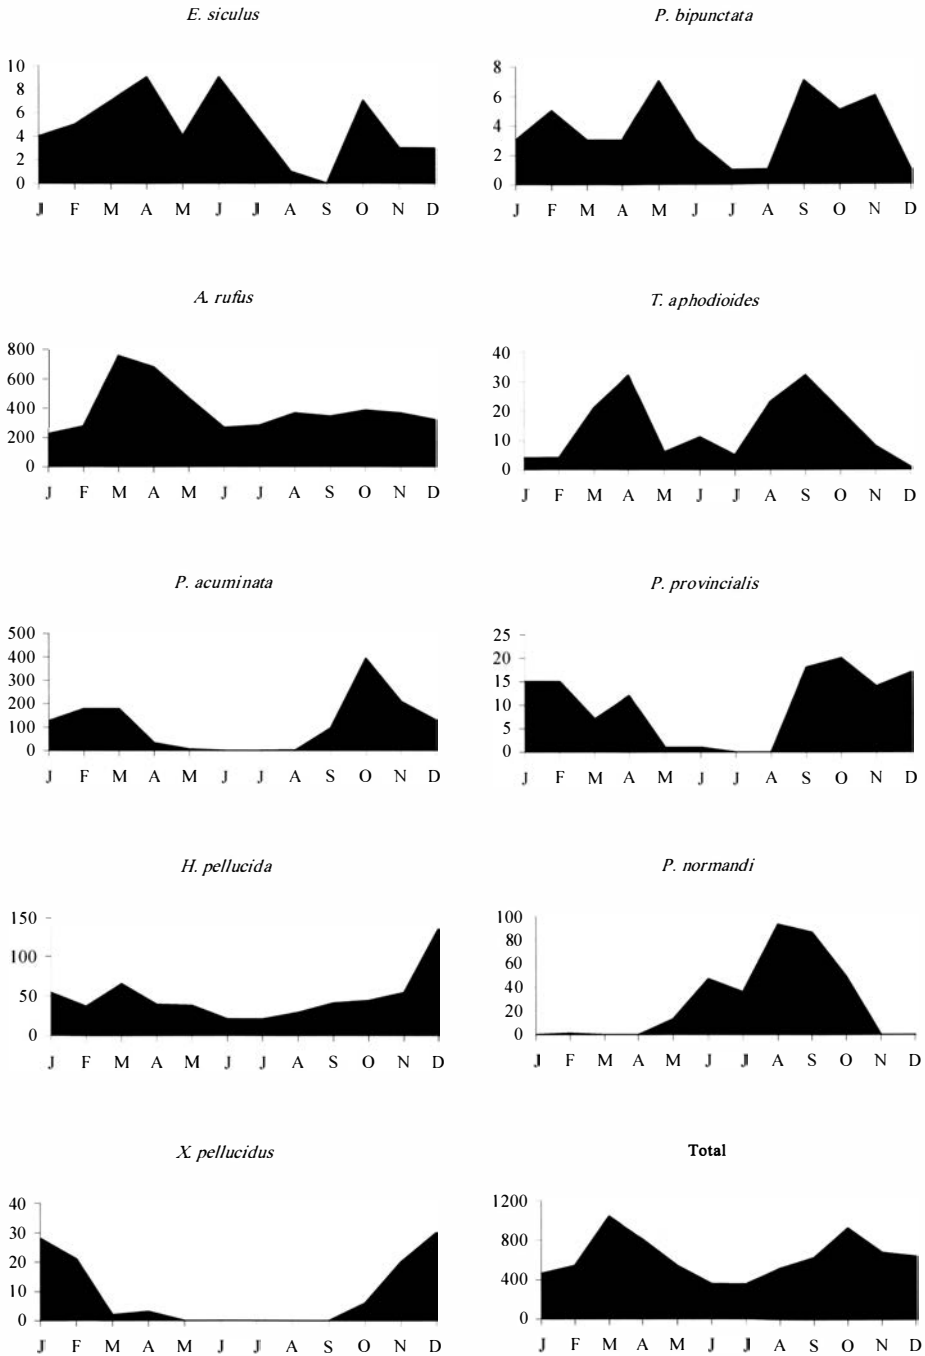 E. siculus
10
8
6
4
2
0
J F M A M J J A S O N D
P. bipunctata
8
6
4
2
0
J F M A M J J A S O N D
A. rufus
800
600
400
200
0
J F M A M J J A S O N D
T. aphodioides
40
30
20
10
0
J F M A M J J A S O N D
P. acuminata
500
400
300
200
100
0
J F M A M J J A S O N D
P. provincialis
25
20
15
10
5
0
J F M A M J J A S O N D
H. pellucida
150
100
50
0
J F M A M J J A S O N D
P. normandi
100
80
60
40
20
0
J F M A M J J A S O N D
X. pellucidus
40
30
20
10
0
J F M A M J J A S O N D
Total
1200
800
400
0
J F M A M J J A S O N D